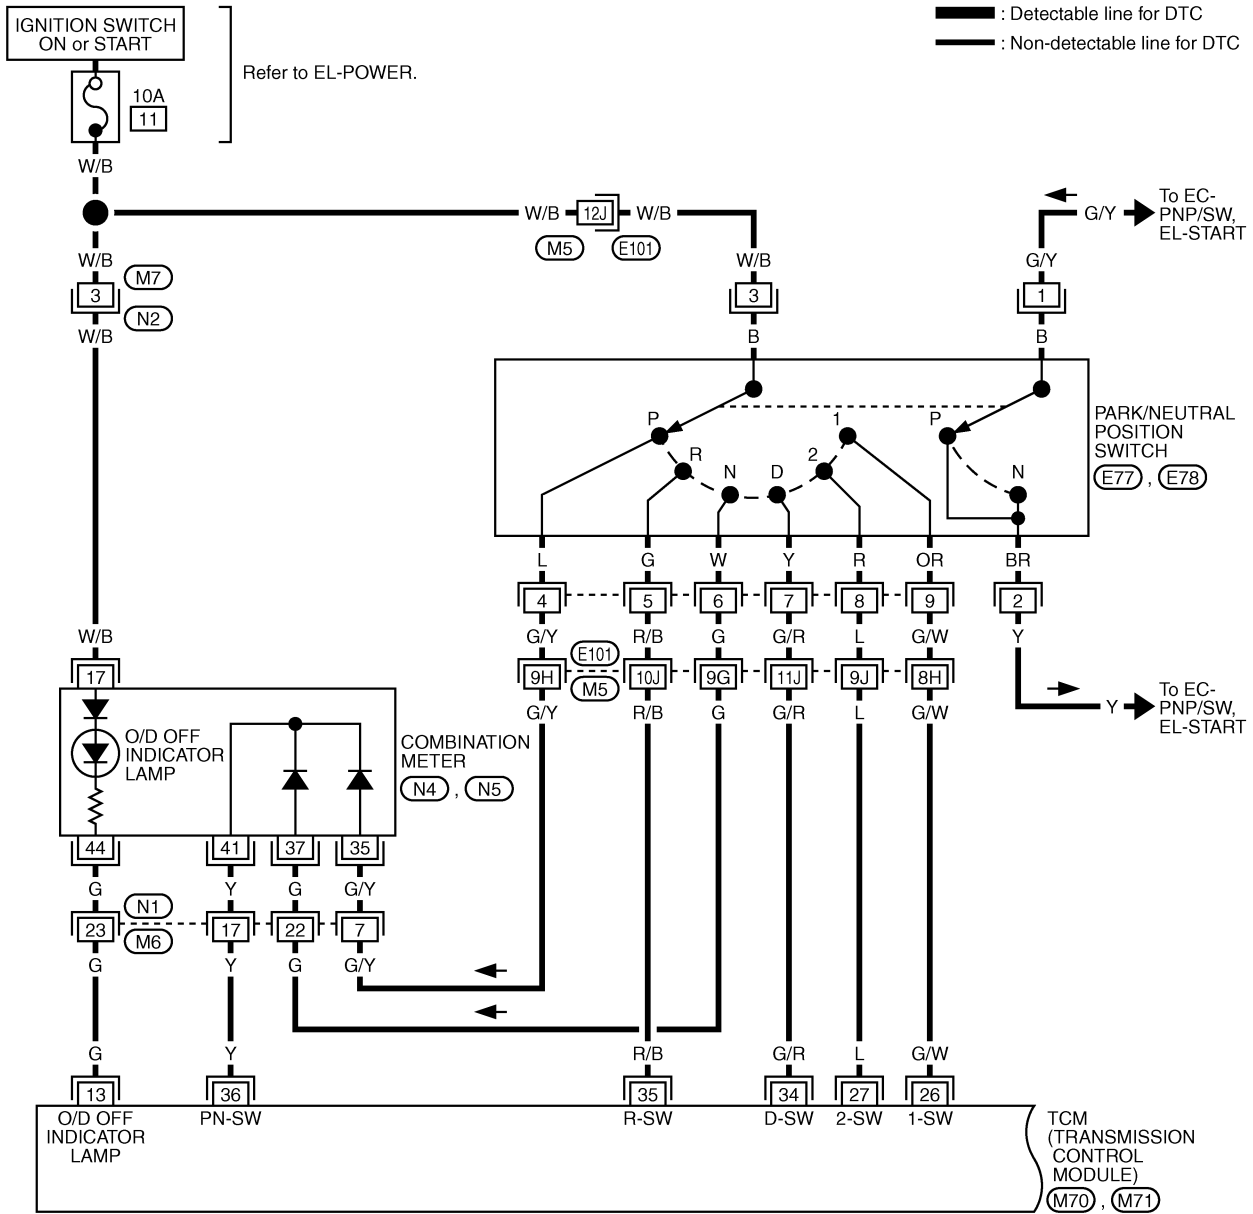 IGNITION SWITCH
ON or START
: Detectable line for DTC
: Non-detectable line for DTC
Refer to EL-POWER.
10A
11
W/B
W/B 12J W/B
M5 E101
G/Y
To EC-
PNP/SW,
EL-START
W/B
M7
W/B
G/Y
3
3
1
N2
W/B
B
B
P
R
N
D
2
1
P
N
PARK/NEUTRAL
POSITION
SWITCH
E77 , E78
L G W Y R OR BR
4 5 6 7 8 9 2
W/B
G/Y R/B G G/R L G/W Y
E101
17
9H 10J 9G 11J 9J 8H
M5
G/Y R/B G G/R L G/W
Y
To EC-
PNP/SW,
EL-START
O/D OFF
INDICATOR
LAMP
COMBINATION
METER
N4 , N5
44 41 37 35
G Y G G/Y
N1
23 17 22 7
M6
G Y G G/Y
G Y R/B G/R L G/W
13 36 35 34 27 26
O/D OFF
INDICATOR
LAMP
PN-SW R-SW D-SW 2-SW 1-SW
TCM
(TRANSMISSION
CONTROL
MODULE)
M70 , M71